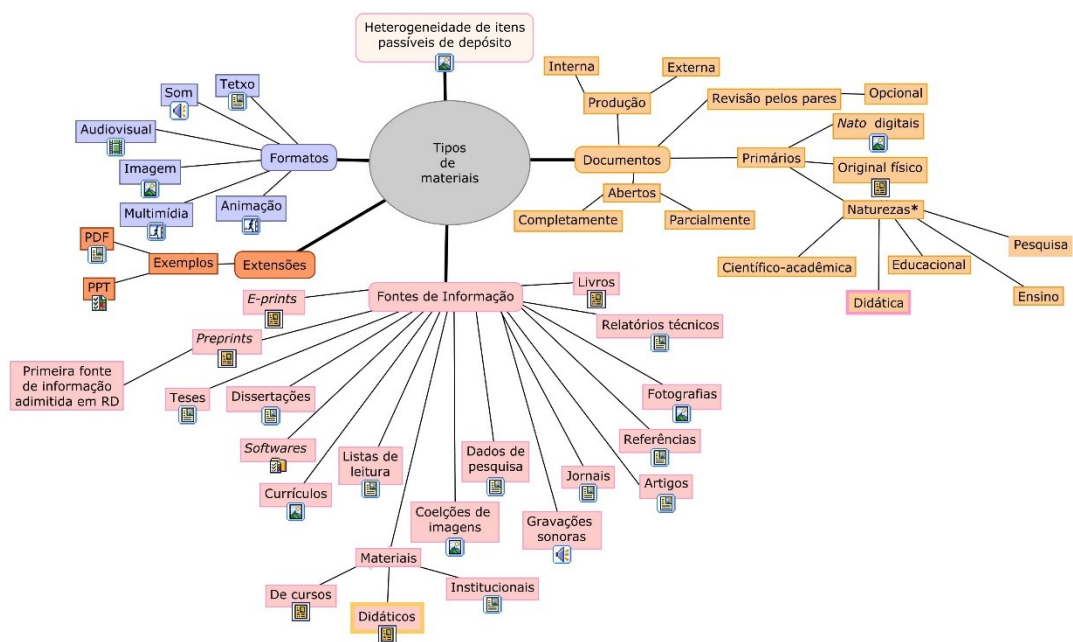 Heterogeneidade de itens
passíveis de depósito
Tipos
de
materiais
Formatos
Tetxo
Som
Audiovisual
Imagem
Multimídia
Animação
Extensões
Exemplos
PDF
PPT
Documentos
Produção
Interna
Externa
Revisão pelos pares
Opcional
Primários
Nato digitais
Original físico
Naturezas*
Científico-acadêmica
Didática
Educacional
Ensino
Pesquisa
Abertos
Completamente
Parcialmente
Fontes de Informação
E-prints
Preprints
Primeira fonte
de informação
adimitida em RD
Teses
Dissertações
Softwares
Currículos
Listas de
leitura
Materiais
De cursos
Didáticos
Institucionais
Coelções de
imagens
Dados de
pesquisa
Gravações
sonoras
Jornais
Artigos
Referências
Fotografias
Relatórios técnicos
Livros